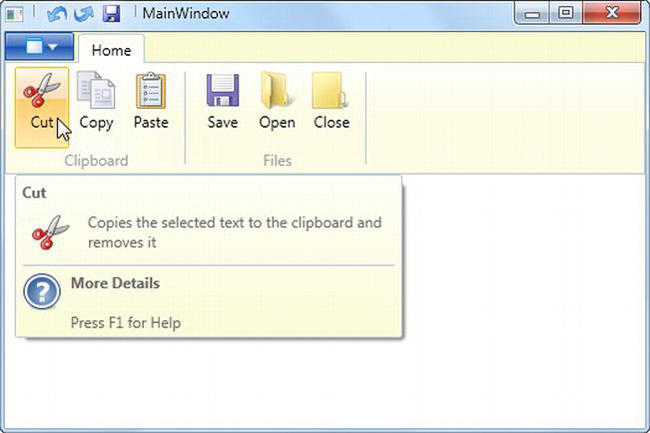 MainWindow
Home
Cut Copy Paste Save Open Close
Clipboard Files
Cut
Copies the selected text to the clipboard and
removes it
? More Details
Press F1 for Help